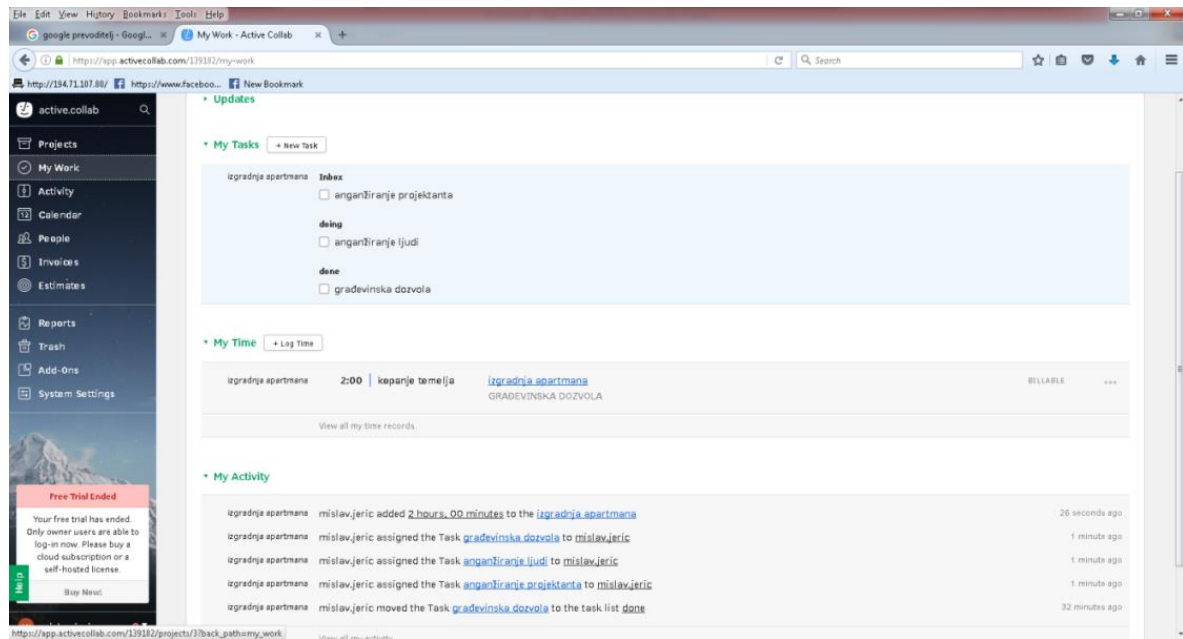 File Edit View History Bookmarks Tools Help
google prevoditelj - Googl... My Work - Active Collab
https://app.activecollab.com/139182/my-work Search
http://194.71.107.80/ https://www.faceboo... New Bookmark
active.collab
Projects
My Work
Activity
Calendar
People
Invoices
Estimates
Reports
Trash
Add-Ons
System Settings
Free Trial Ended
Your free trial has ended.
Only owner users are able to
log-in now. Please buy a
cloud subscription or a
self-hosted license.
Buy Now!
Help
Updates
My Tasks + New Task
izgradnja apartmana Inbox
anganžiranje projektanta
doing
anganžiranje ljudi
done
građevinska dozvola
My Time + Log Time
izgradnja apartmana 2:00 kopanje temelja izgradnja apartmana BILLABLE
GRAĐEVINSKA DOZVOLA
View all my time records.
My Activity
izgradnja apartmana mislav.jeric added 2 hours, 00 minutes to the izgradnja apartmana 26 seconds ago
izgradnja apartmana mislav.jeric assigned the Task građevinska dozvola to mislav.jeric 1 minute ago
izgradnja apartmana mislav.jeric assigned the Task anganžiranje ljudi to mislav.jeric 1 minute ago
izgradnja apartmana mislav.jeric assigned the Task anganžiranje projektanta to mislav.jeric 1 minute ago
izgradnja apartmana mislav.jeric moved the Task građevinska dozvola to the task list done 32 minutes ago
View all my activity.
https://app.activecollab.com/139182/projects/3?back_path=my_work